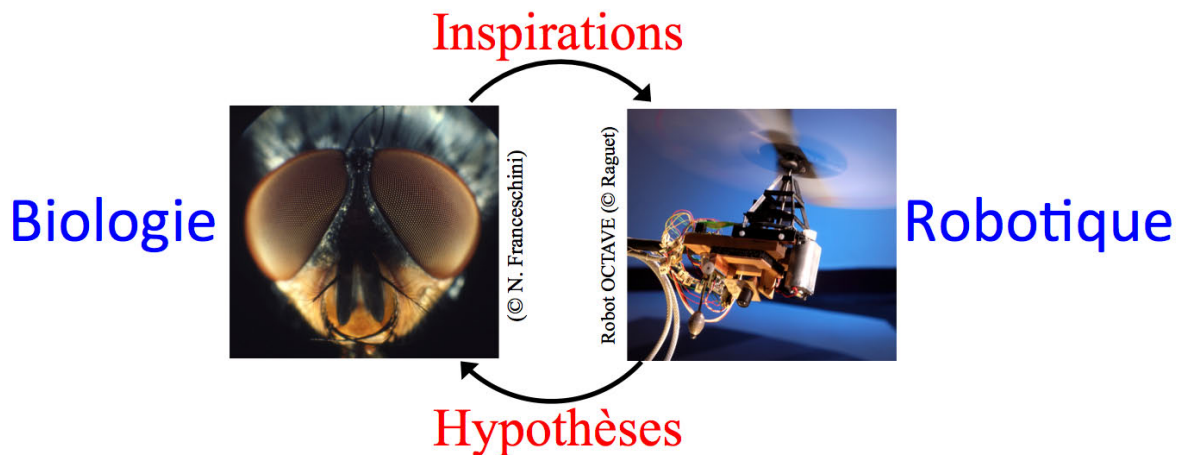 Inspirations
Biologie
(© N. Franceschini)
Robot OCTAVE (© Raguet)
Robotique
Hypothèses